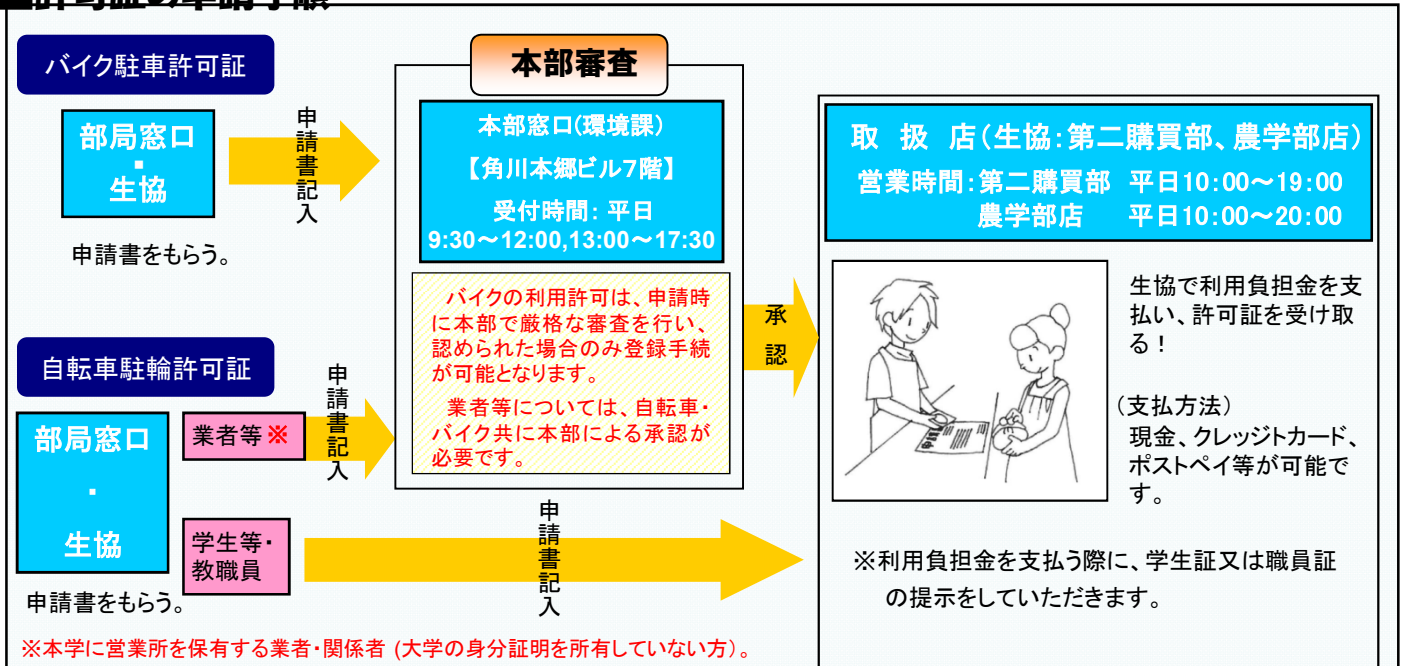 バイク駐車許可証
部局窓口
・
生協
申請書をもらう。
申請書記入
本部審査
本部窓口(環境課)
【角川本郷ビル7階】
受付時間: 平日
9:30～12:00,13:00～17:30
バイクの利用許可は、申請時
に本部で厳格な審査を行い、
認められた場合のみ登録手続
が可能となります。
業者等については、自転車・
バイク共に本部による承認が
必要です。
承認
自転車駐輪許可証
部局窓口
・
生協
業者等※
申請書記入
学生等・
教職員
申請書記入
申請書をもらう。
※本学に営業所を保有する業者・関係者 (大学の身分証明を所有していない方)。
取 扱 店(生協:第二購買部、農学部店)
営業時間:第二購買部 平日10:00～19:00
農学部店 平日10:00～20:00
生協で利用負担金を支
払い、許可証を受け取
る!
(支払方法)
現金、クレッジトカード、
ポストペイ等が可能で
す。
※利用負担金を支払う際に、学生証又は職員証
の提示をしていただきます。